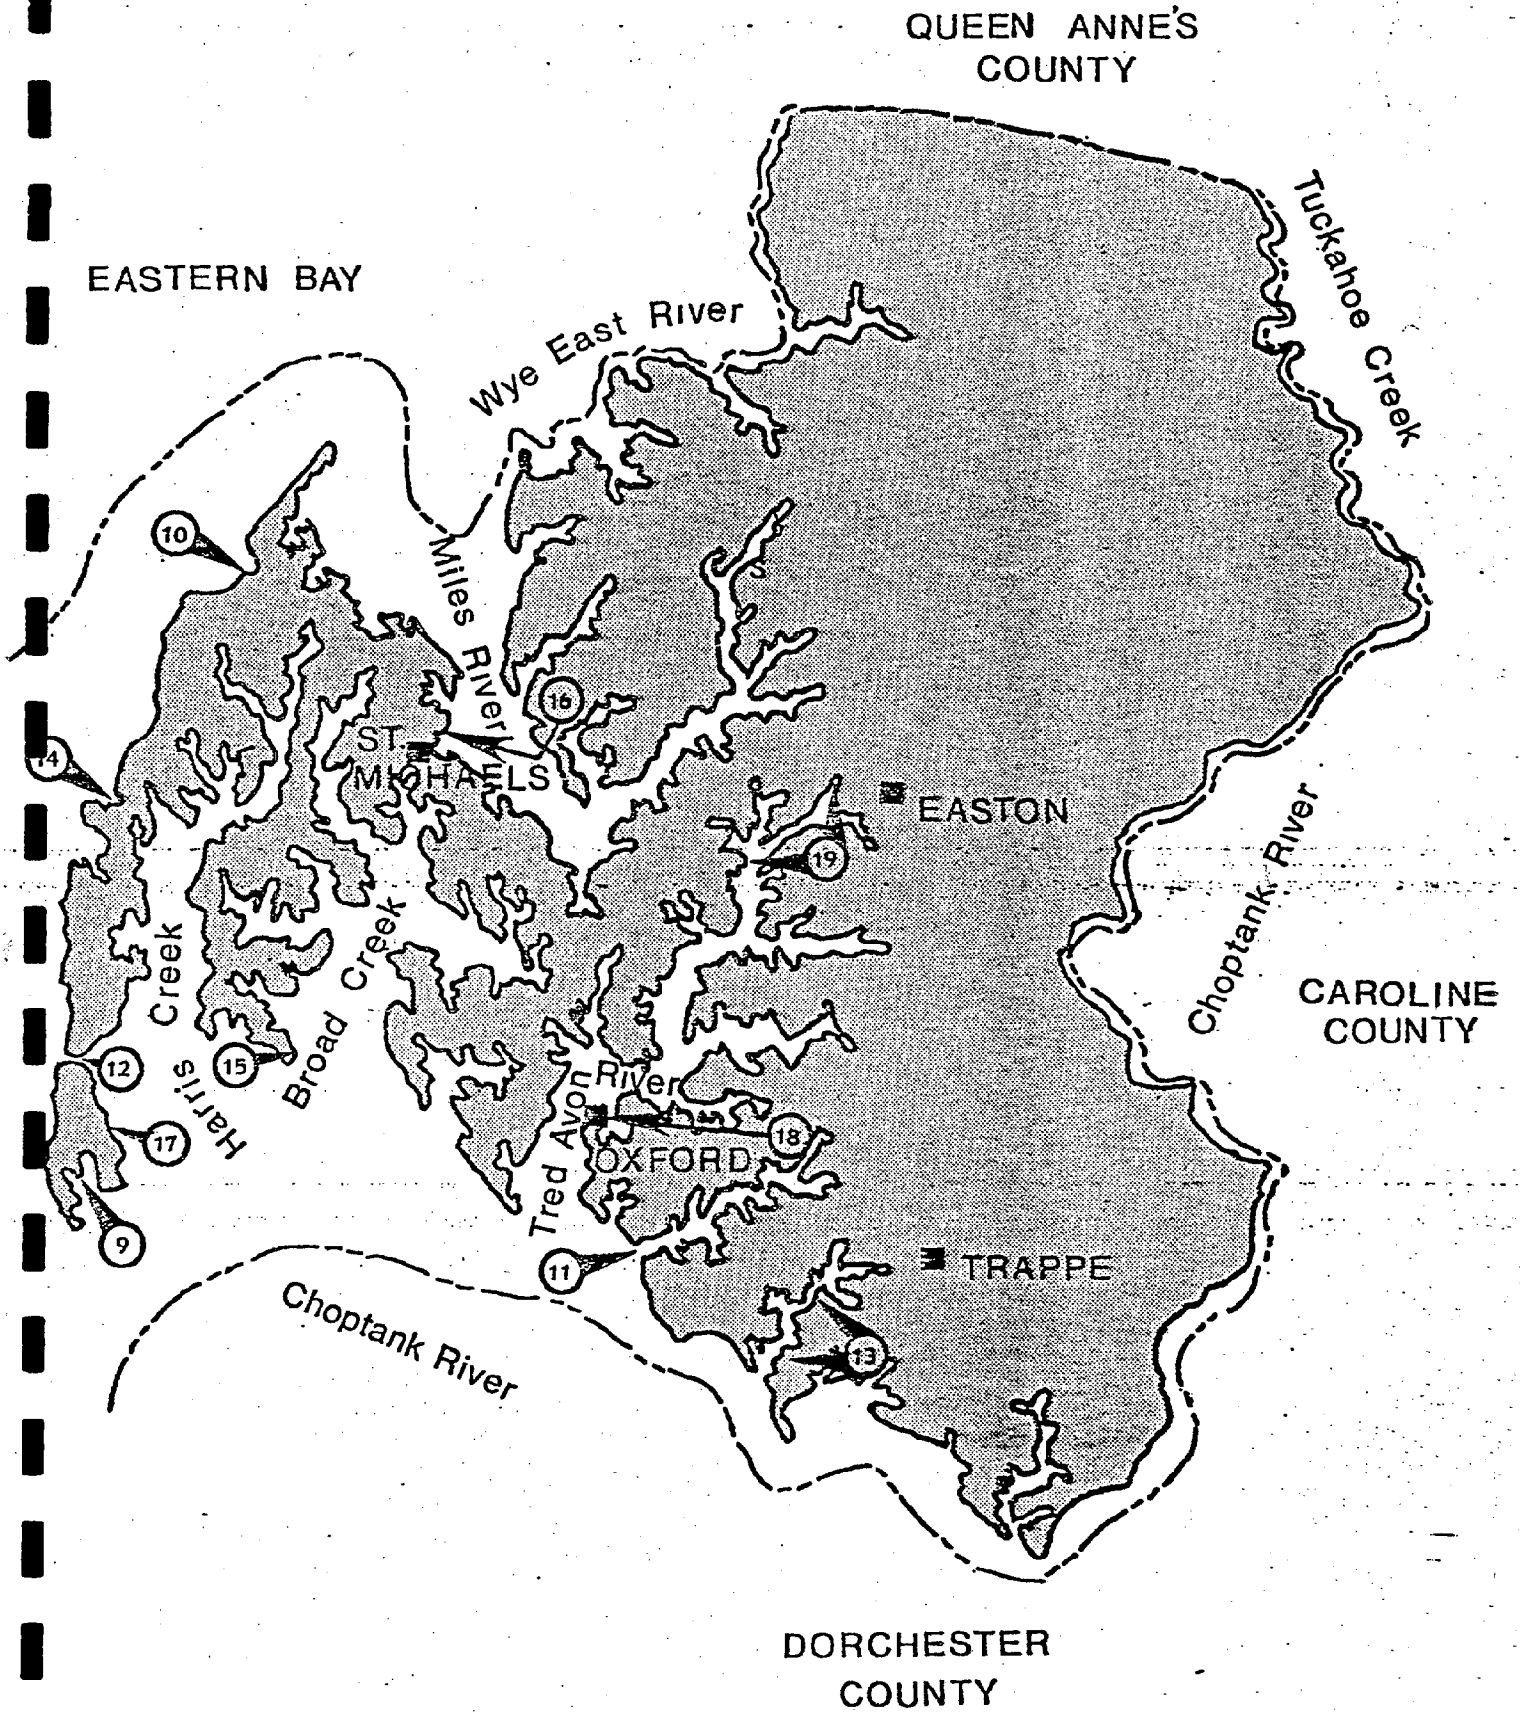 QUEEN ANNE'S
COUNTY
Tuckahoe Creek
EASTERN BAY
Wye East River
10
Miles River
16
ST.
MICHAELS
14
EASTON
19
Choptank River
Harris Creek
Broad Creek
CAROLINE
COUNTY
12
15
Tred Avon River
17
18
OXFORD
9
11
TRAPPE
Choptank River
13
DORCHESTER
COUNTY